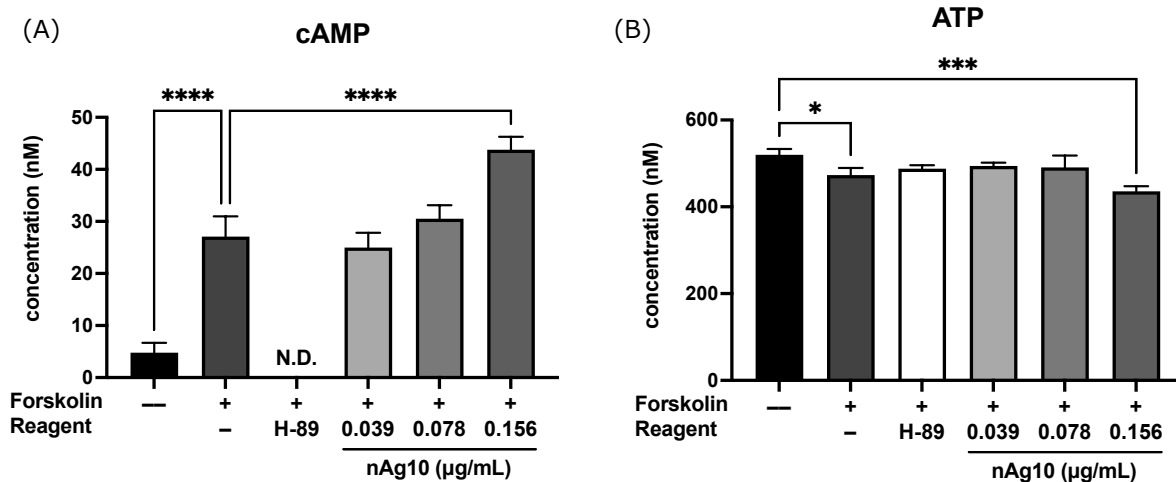 (A)
cAMP
****
****
concentration (nM)
50
40
30
20
10
0
N.D.
Forskolin — + + + + +
Reagent – H-89 0.039 0.078 0.156
nAg10 (µg/mL)
(B)
ATP
***
*
concentration (nM)
600
400
200
0
Forskolin — + + + + +
Reagent – H-89 0.039 0.078 0.156
nAg10 (µg/mL)